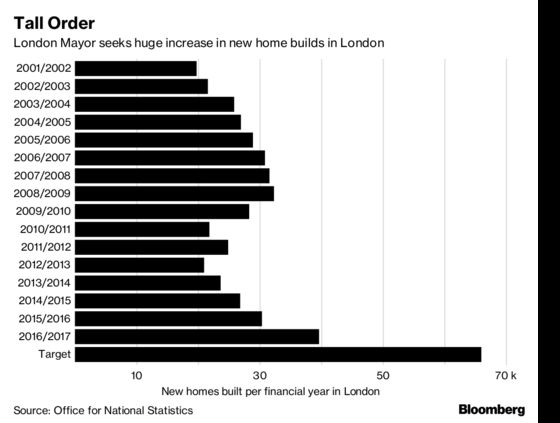 Tall Order
London Mayor seeks huge increase in new home builds in London
2001/2002
2002/2003
2003/2004
2004/2005
2005/2006
2006/2007
2007/2008
2008/2009
2009/2010
2010/2011
2011/2012
2012/2013
2013/2014
2014/2015
2015/2016
2016/2017
Target
10 30 50 70 k
New homes built per financial year in London
Source: Office for National Statistics Bloomberg